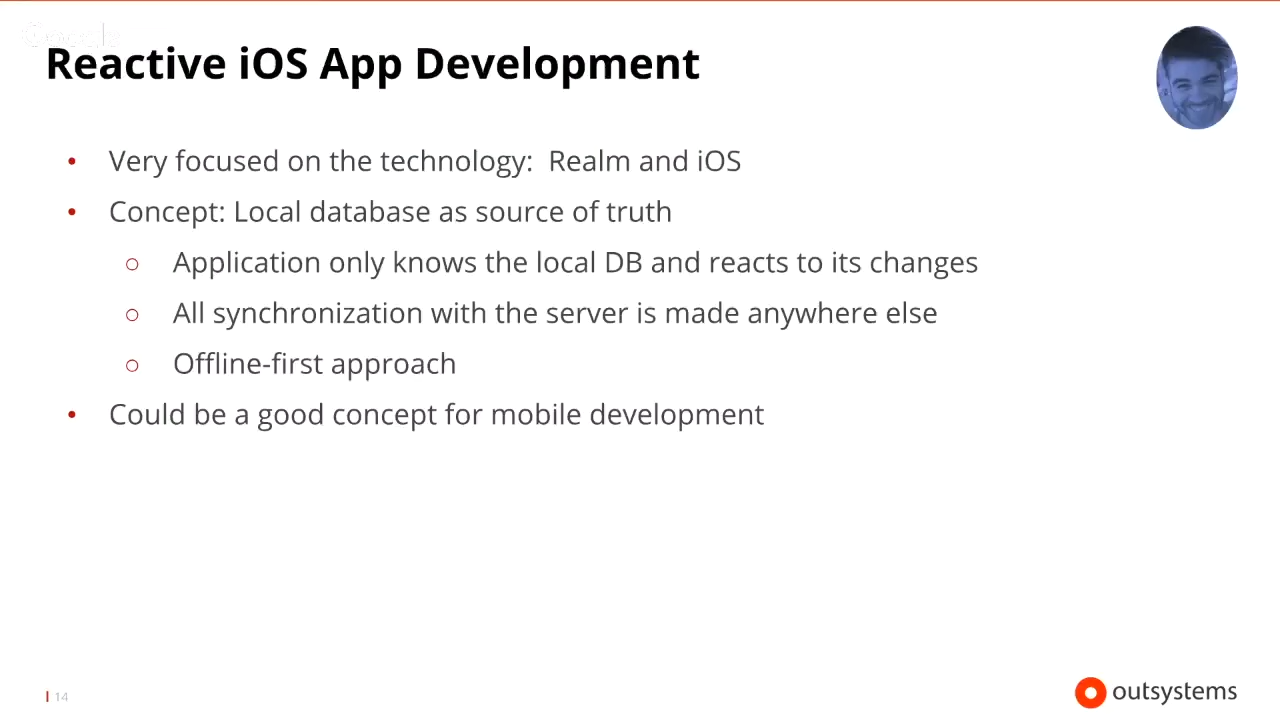 Reactive iOS App Development
• Very focused on the technology:  Realm and iOS
• Concept: Local database as source of truth
○ Application only knows the local DB and reacts to its changes
○ All synchronization with the server is made anywhere else
○ Offline-first approach
• Could be a good concept for mobile development
14
outsystems